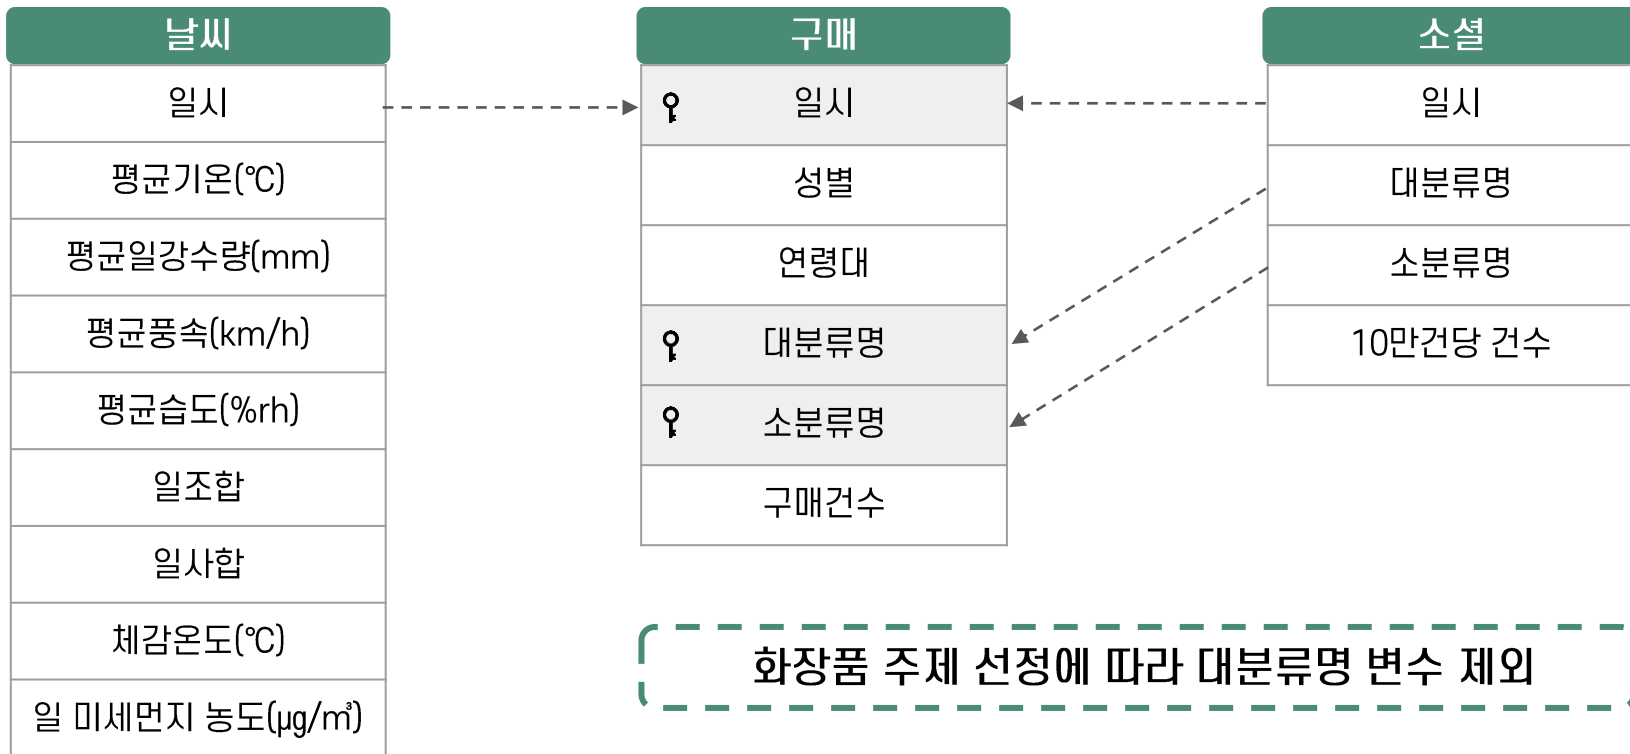 날씨
일시
평균기온(℃)
평균일강수량(mm)
평균풍속(km/h)
평균습도(%rh)
일조합
일사합
체감온도(℃)
일 미세먼지 농도(μg/㎥)
구매
일시
성별
연령대
대분류명
소분류명
구매건수
소셜
일시
대분류명
소분류명
10만건당 건수
화장품 주제 선정에 따라 대분류명 변수 제외